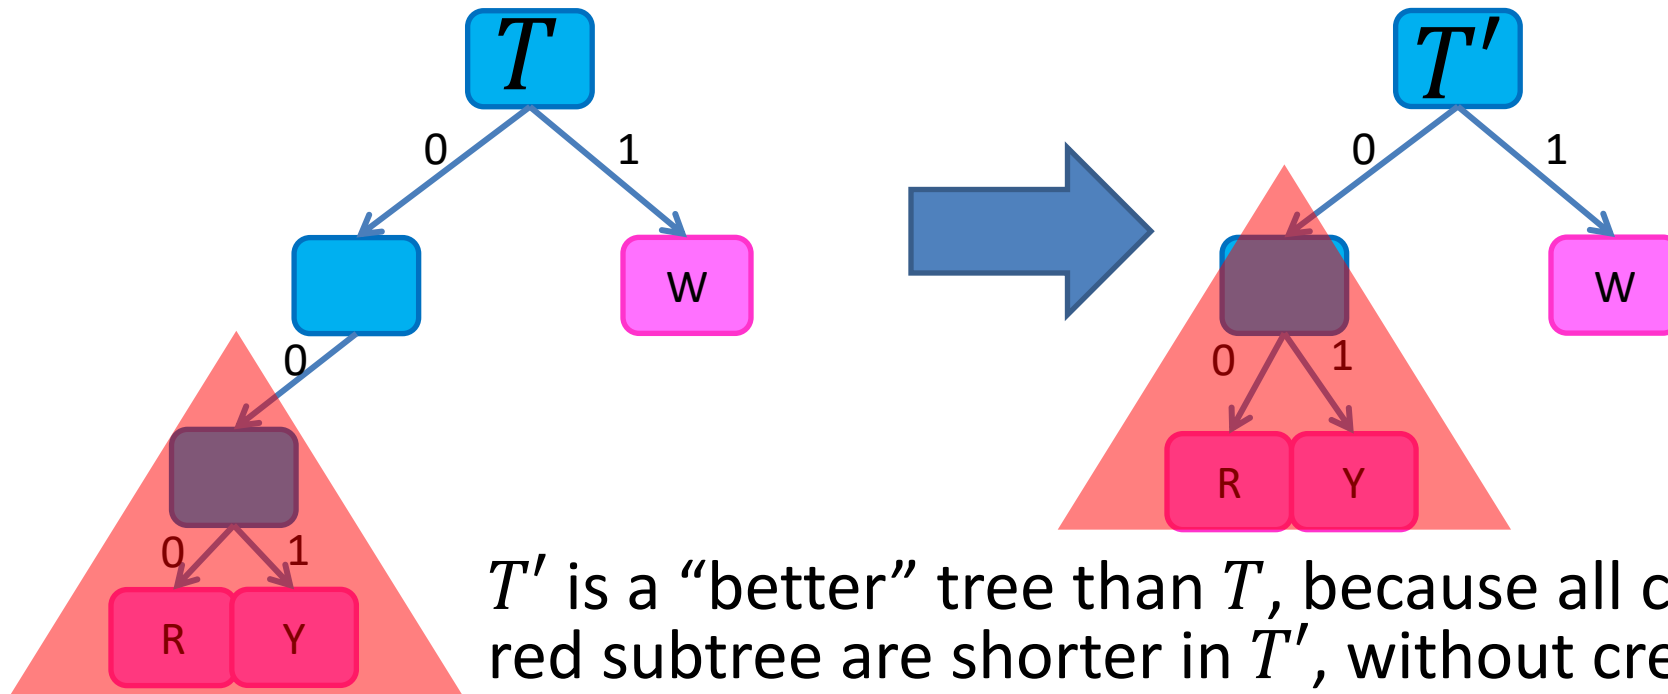 T T′
0 1 0 1
W W
0 0 1
0 1
R Y
T′ is a “better” tree than T, because all c
R Y red subtree are shorter in T′, without cre